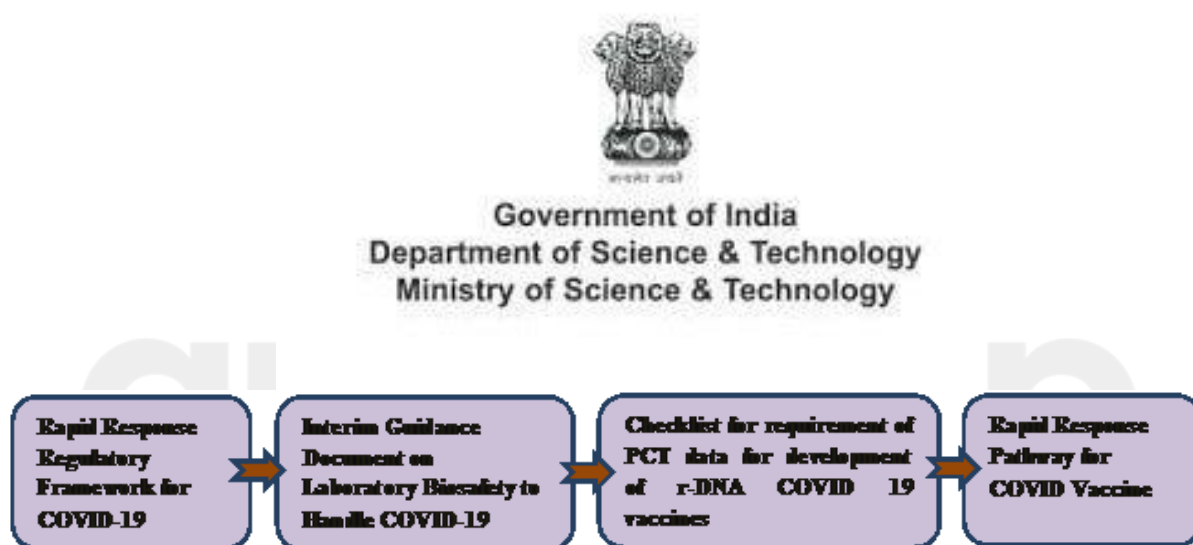 Government of India
Department of Science & Technology
Ministry of Science & Technology
Rapid Response
Regulatory
Framework for
COVID-19
Interim Guidance
Document on
Laboratory Biosafety to
Handle COVID-19
Checklist for requirement of
PCT data for development
of r-DNA COVID 19
vaccines
Rapid Response
Pathway for
COVID Vaccine